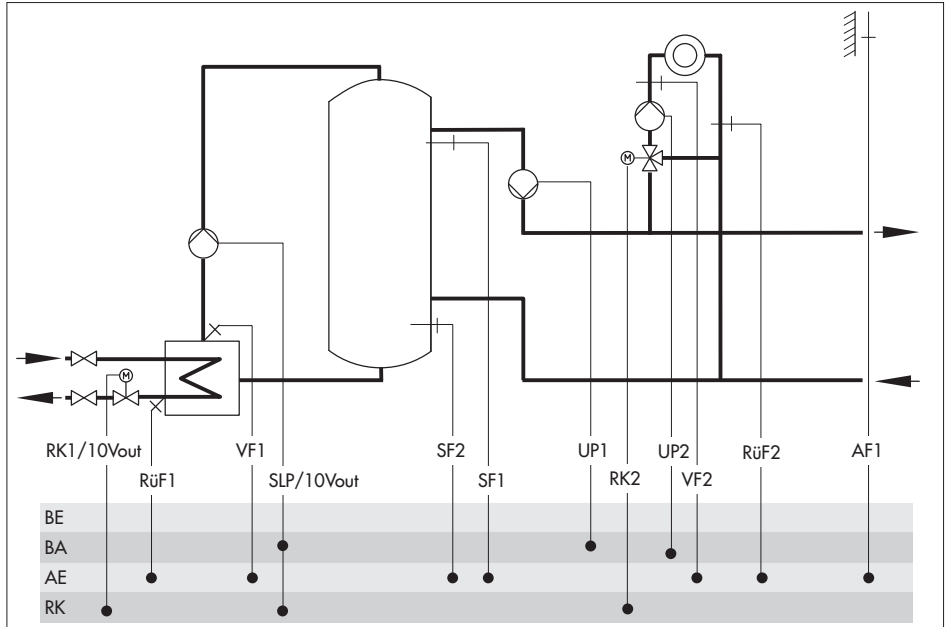 M
M
RK1/10Vout
VF1
SF2
UP1
UP2
RüF2
AF1
RüF1
SLP/10Vout
SF1
RK2
VF2
BE
BA
AE
RK